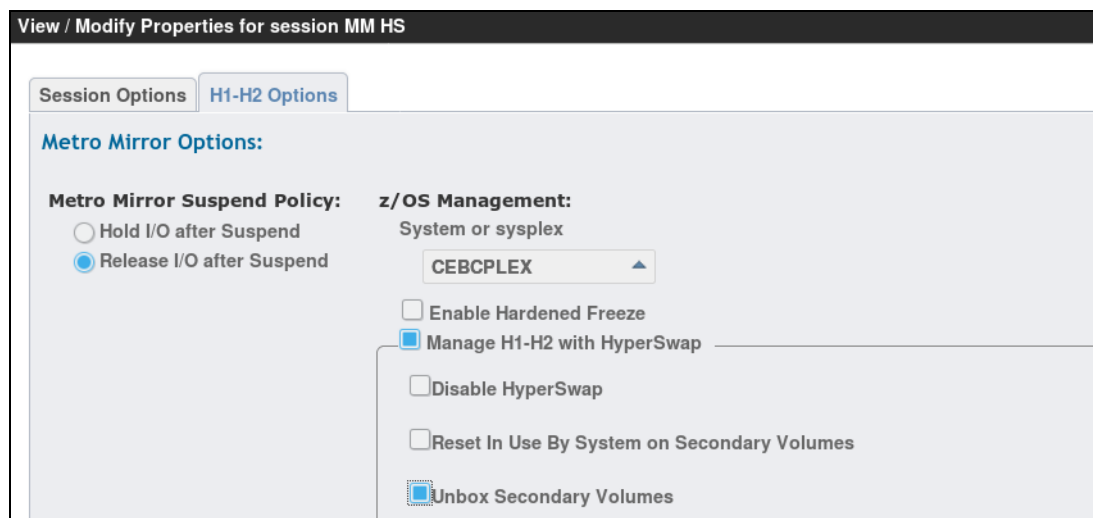 View / Modify Properties for session MM HS
Session Options H1-H2 Options
Metro Mirror Options:
Metro Mirror Suspend Policy:
Hold I/O after Suspend
Release I/O after Suspend
z/OS Management:
System or sysplex
CEBCPLEX
Enable Hardened Freeze
Manage H1-H2 with HyperSwap
Disable HyperSwap
Reset In Use By System on Secondary Volumes
Unbox Secondary Volumes